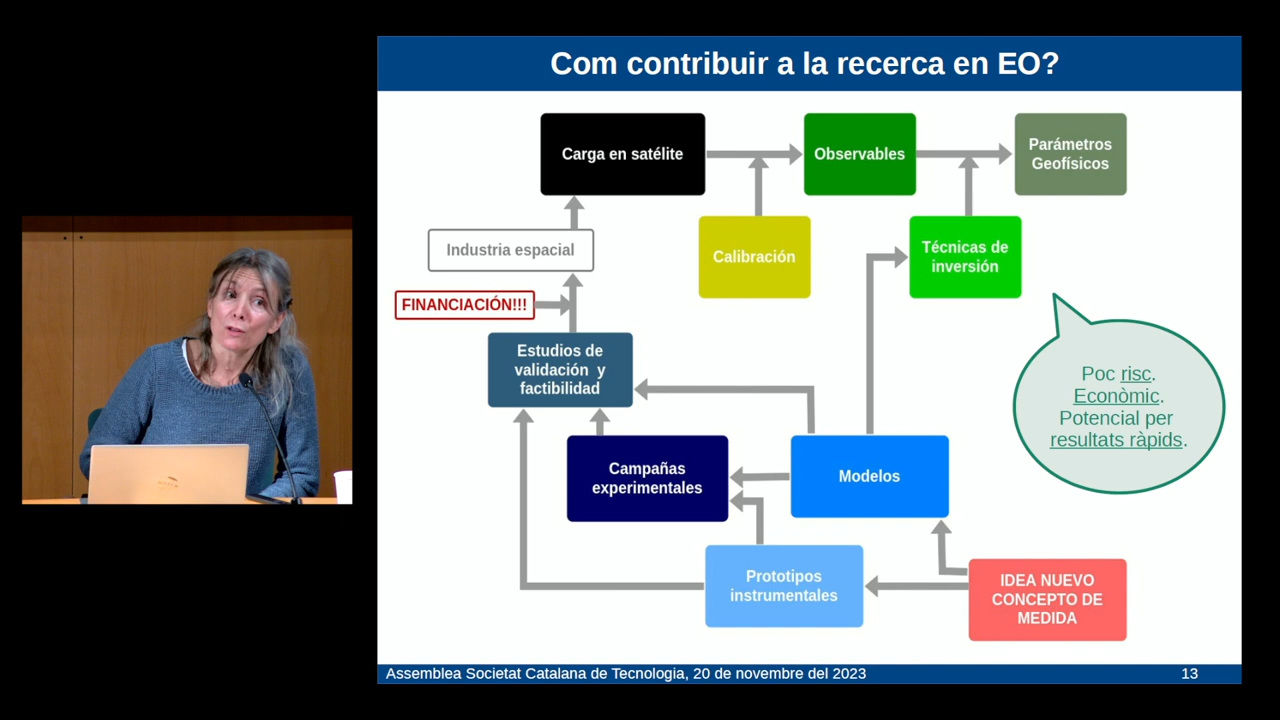 Com contribuir a la recerca en EO?
Carga en satélite
Observables
Parámetros
Geofísicos
Industria espacial
Calibración
Técnicas de
inversión
FINANCIACIÓN!!!
Estudios de
validación y
factibilidad
Poc risc.
Econòmic.
Potencial per
resultats ràpids.
Campañas
experimentales
Modelos
Prototipos
instrumentales
IDEA NUEVO
CONCEPTO DE
MEDIDA
Assemblea Societat Catalana de Tecnologia, 20 de novembre del 2023
13